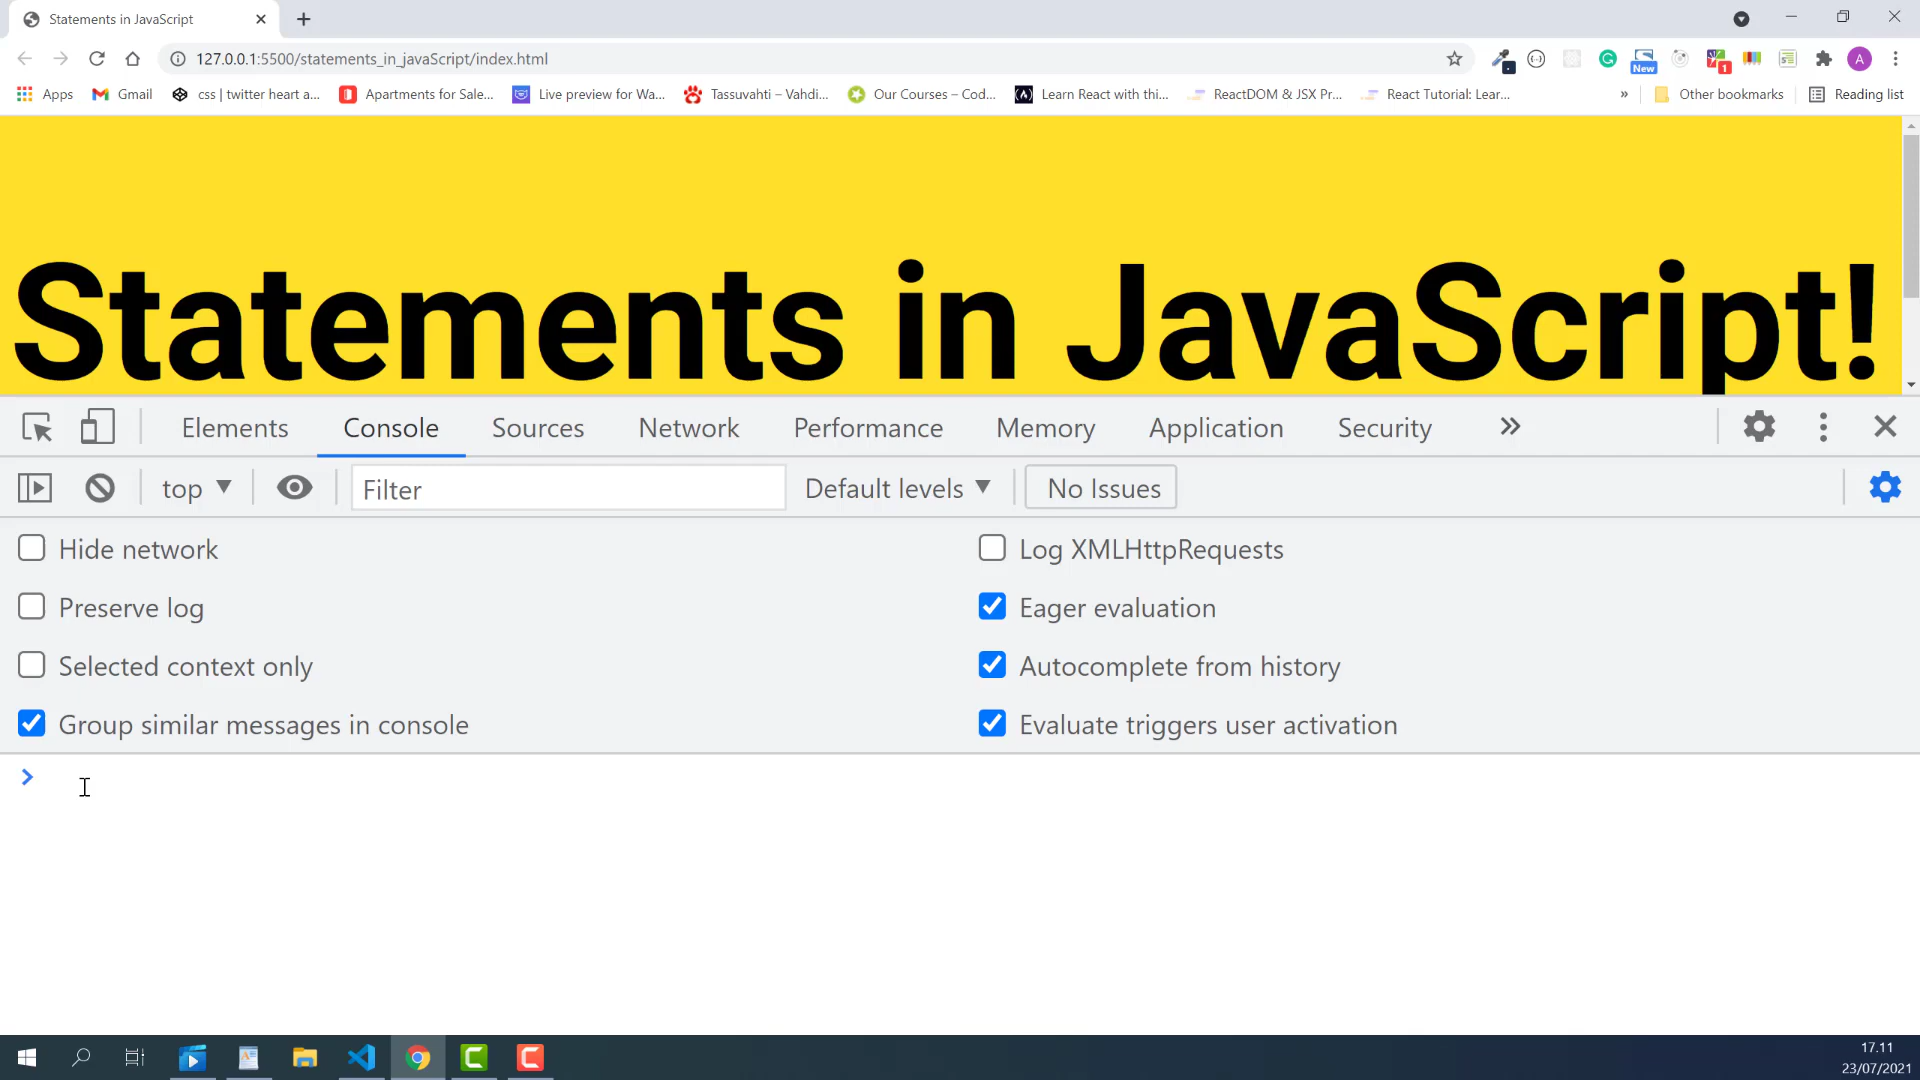 Statements in JavaScript
127.0.0.1:5500/statements_in_javaScript/index.html
New
1
A
Apps
Gmail
css | twitter heart a...
Apartments for Sale...
Live preview for Wa...
Tassuvahti – Vahdi...
Our Courses – Cod...
Learn React with thi...
ReactDOM & JSX Pr...
React Tutorial: Lear...
»
Other bookmarks
Reading list
Statements in JavaScript!
Elements
Console
Sources
Network
Performance
Memory
Application
Security
top
Filter
Default levels
No Issues
Hide network
Log XMLHttpRequests
Preserve log
Eager evaluation
Selected context only
Autocomplete from history
Group similar messages in console
Evaluate triggers user activation
17.11
23/07/2021